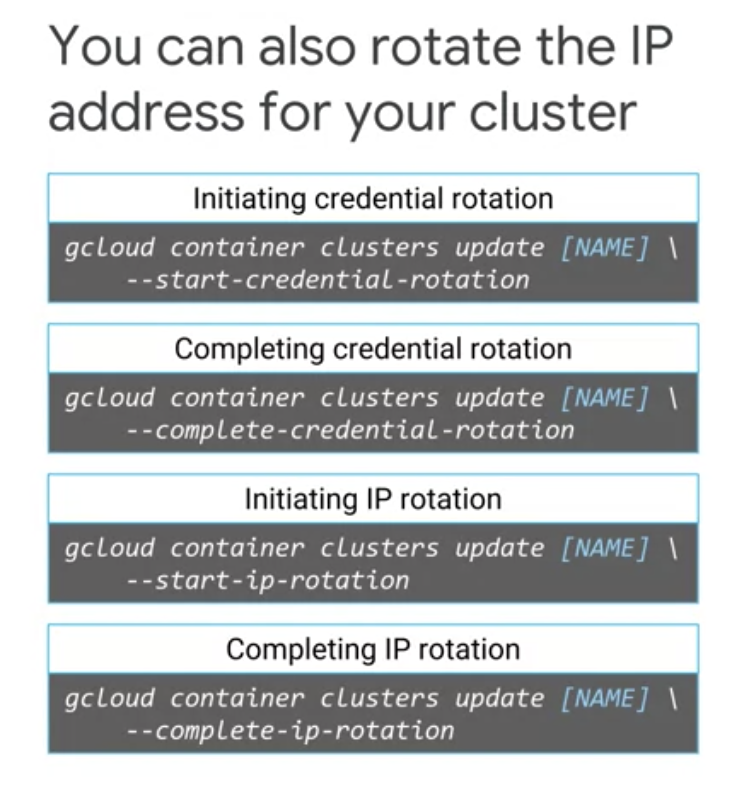 You can also rotate the IP
address for your cluster
Initiating credential rotation
gcloud container clusters update [NAME] \
--start-credential-rotation
Completing credential rotation
gcloud container clusters update [NAME] \
--complete-credential-rotation
Initiating IP rotation
gcloud container clusters update [NAME] \
--start-ip-rotation
Completing IP rotation
gcloud container clusters update [NAME] \
--complete-ip-rotation